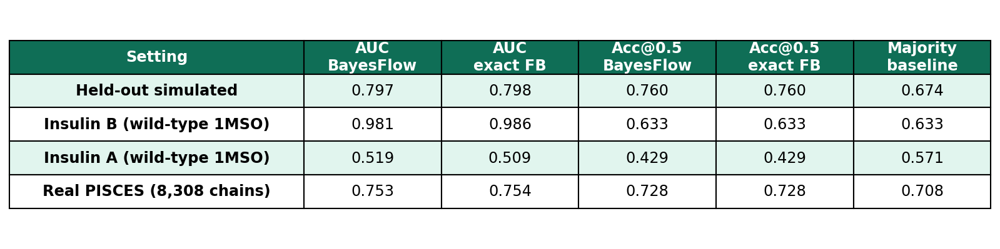 Setting AUC BayesFlow AUC exact FB Acc@0.5 BayesFlow Acc@0.5 exact FB Majority baseline
Held-out simulated 0.797 0.798 0.760 0.760 0.674
Insulin B (wild-type 1MSO) 0.981 0.986 0.633 0.633 0.633
Insulin A (wild-type 1MSO) 0.519 0.509 0.429 0.429 0.571
Real PISCES (8,308 chains) 0.753 0.754 0.728 0.728 0.708